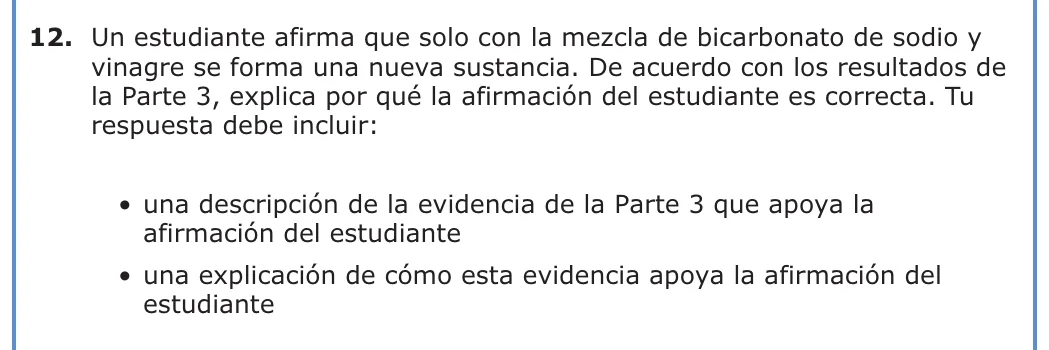 12. Un estudiante afirma que solo con la mezcla de bicarbonato de sodio y
vinagre se forma una nueva sustancia. De acuerdo con los resultados de
la Parte 3, explica por qué la afirmación del estudiante es correcta. Tu
respuesta debe incluir:
• una descripción de la evidencia de la Parte 3 que apoya la
afirmación del estudiante
• una explicación de cómo esta evidencia apoya la afirmación del
estudiante